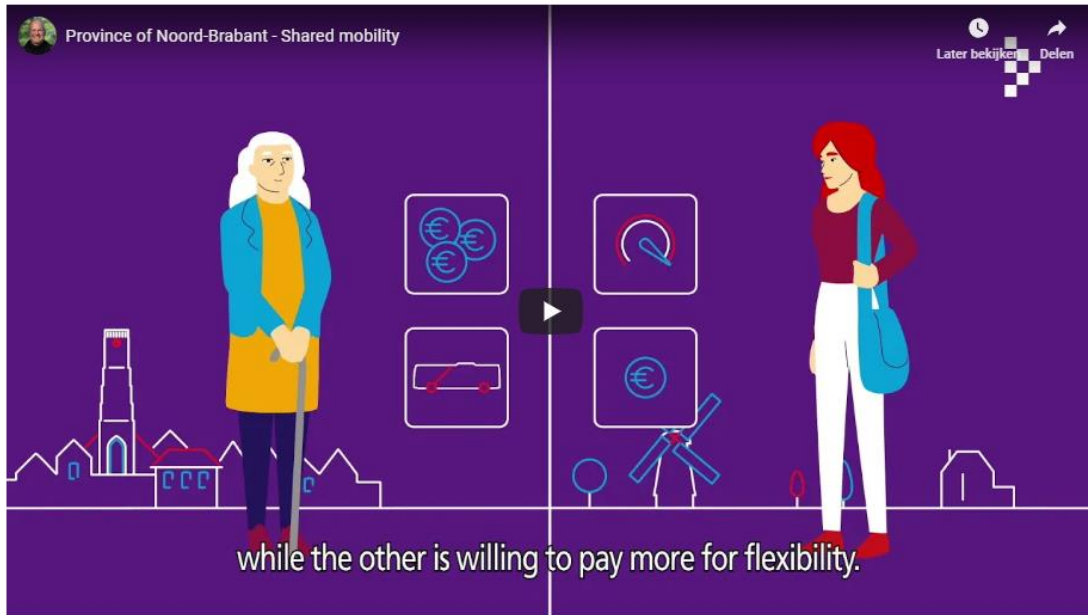 Province of Noord-Brabant - Shared mobility
Later bekijken
Delen
€ € €
€
while the other is willing to pay more for flexibility.